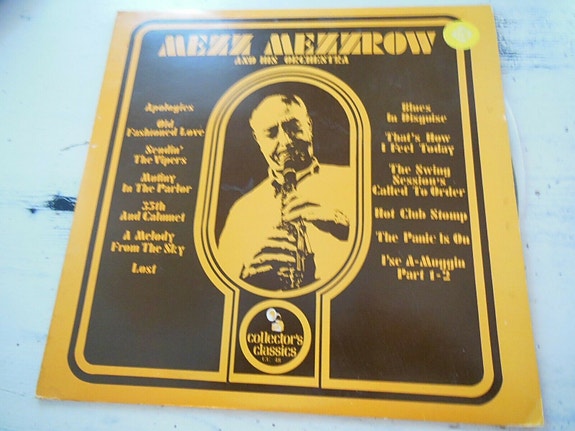 MEZZ MEZZROW
AND HIS ORCHESTRA
Apologies
Old
Fashioned Love
Sendin'
The Vipers
Mutiny
In The Parlor
35th
And Calumet
A Melody
From The Sky
Lost
Blues
In Disguise
That's How
I Feel Today
The Swing
Session's
Called To Order
Hot Club Stomp
The Panic Is On
I'se A-Muggin
Part 1-2
collector's
classics